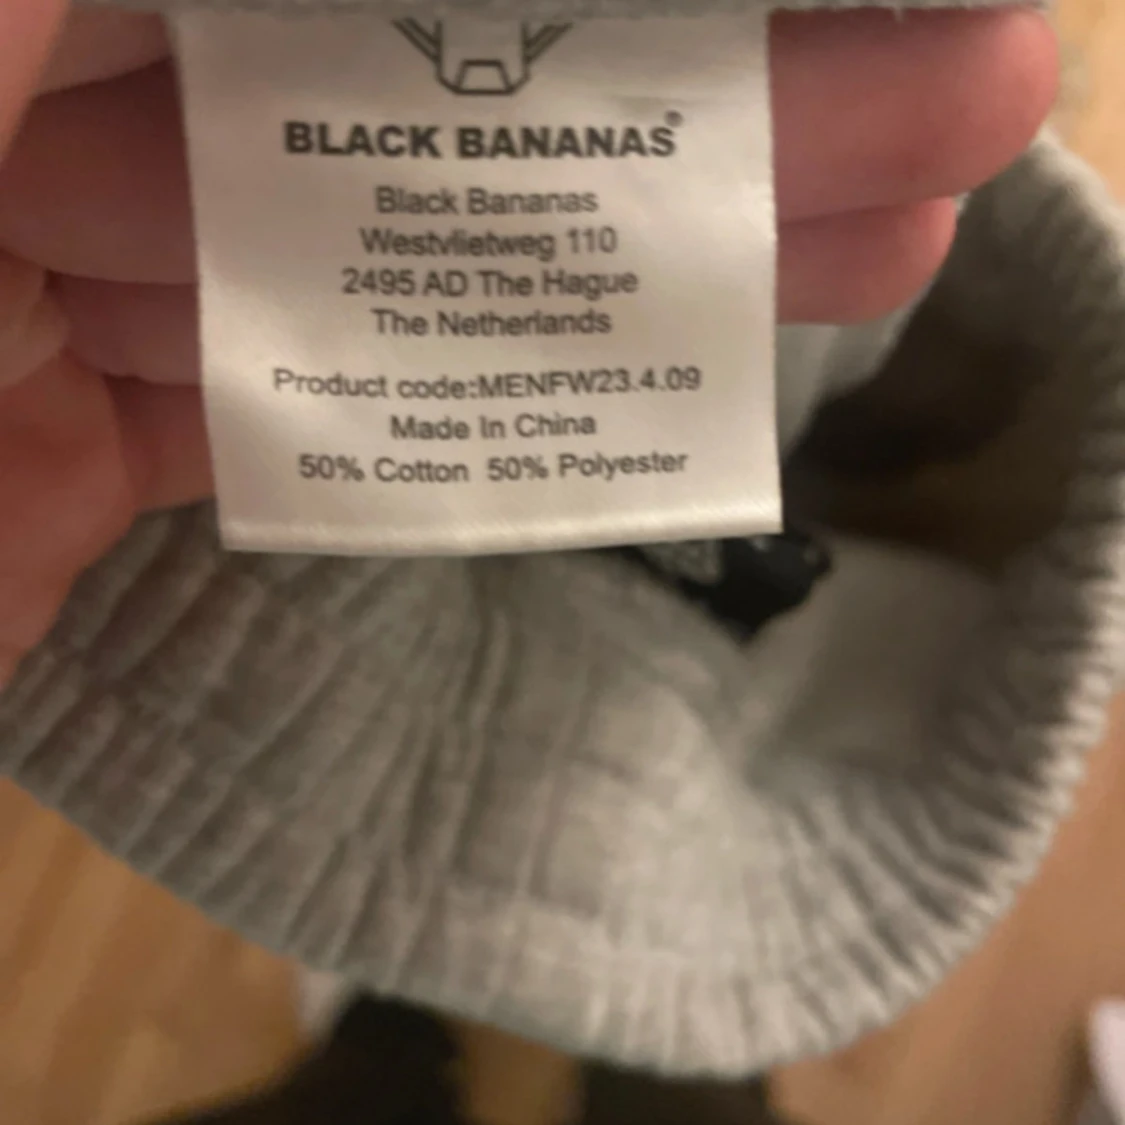 BLACK BANANAS®
Black Bananas
Westvlietweg 110
2495 AD The Hague
The Netherlands
Product code:MENFW23.4.09
Made In China
50% Cotton 50% Polyester